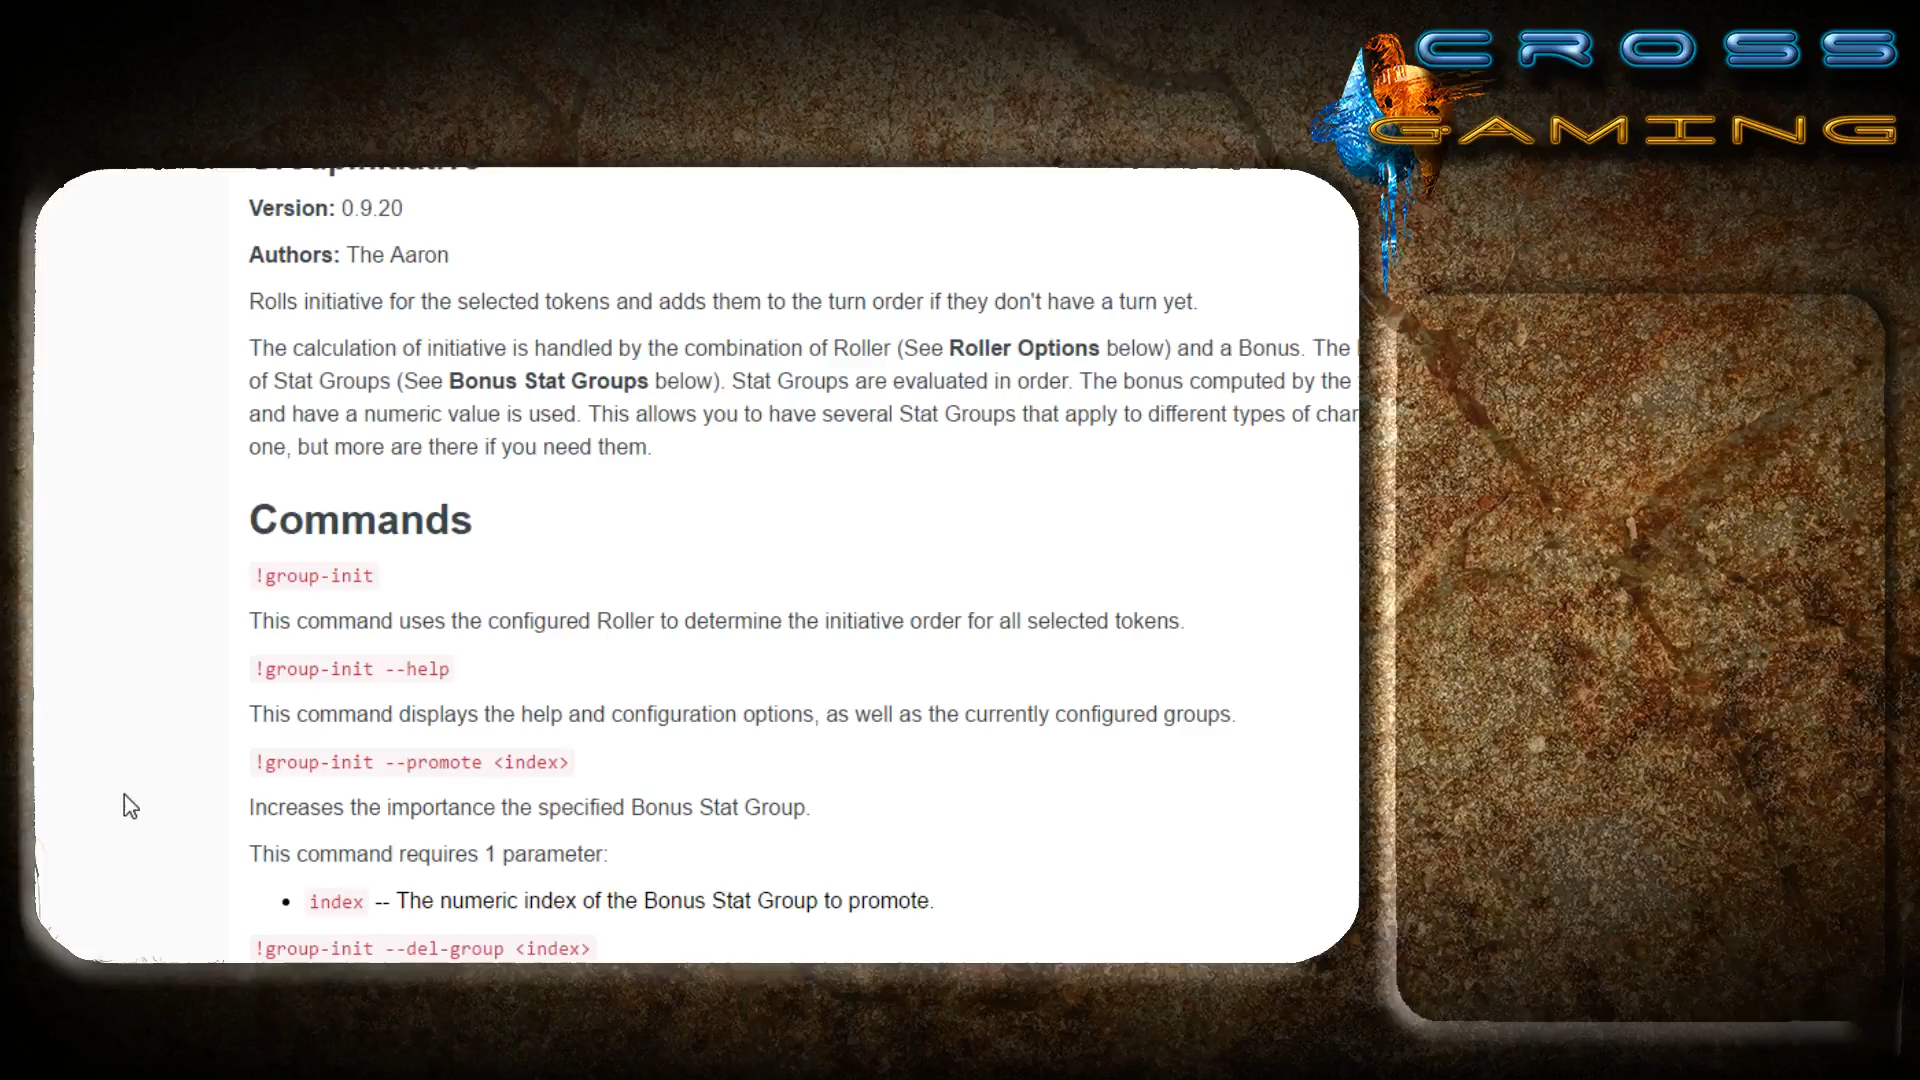 CROSS
GAMING
GroupInitiative
Version: 0.9.20
Authors: The Aaron
Rolls initiative for the selected tokens and adds them to the turn order if they don't have a turn yet.
The calculation of initiative is handled by the combination of Roller (See Roller Options below) and a Bonus. The
of Stat Groups (See Bonus Stat Groups below). Stat Groups are evaluated in order. The bonus computed by the
and have a numeric value is used. This allows you to have several Stat Groups that apply to different types of char
one, but more are there if you need them.
Commands
!group-init
This command uses the configured Roller to determine the initiative order for all selected tokens.
!group-init --help
This command displays the help and configuration options, as well as the currently configured groups.
!group-init --promote <index>
Increases the importance the specified Bonus Stat Group.
This command requires 1 parameter:
• index -- The numeric index of the Bonus Stat Group to promote.
!group-init --del-group <index>